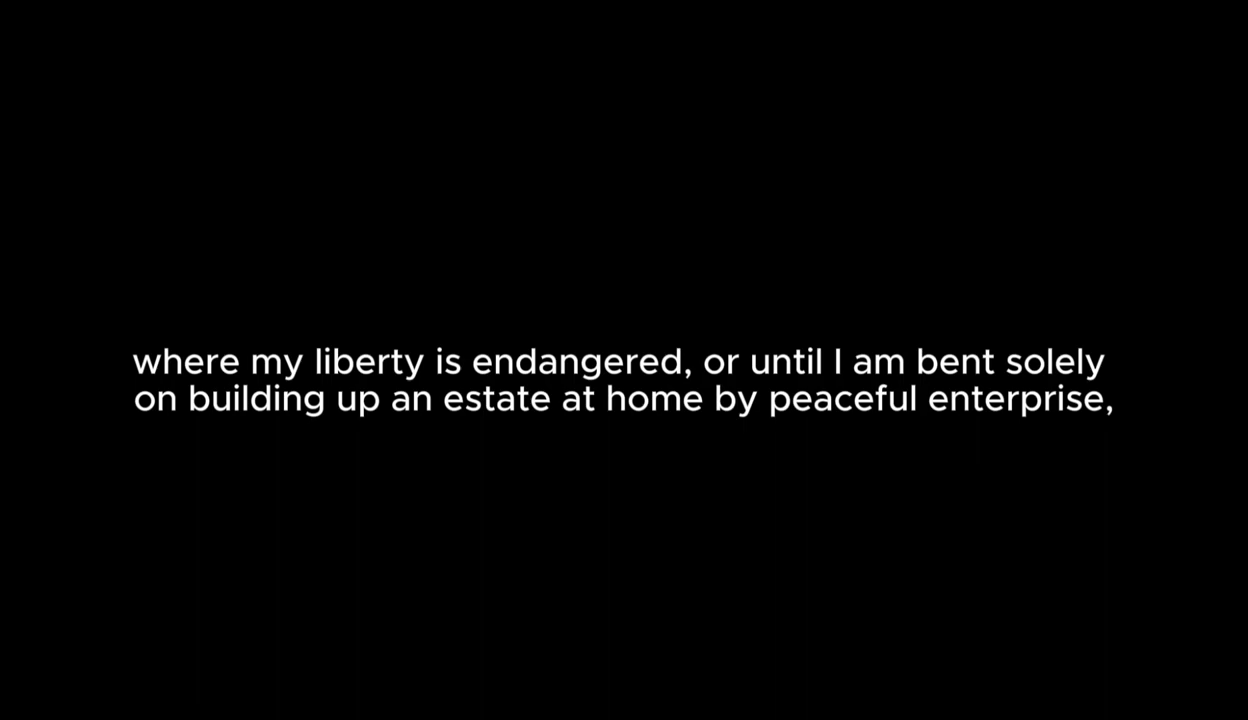 where my liberty is endangered, or until I am bent solely
on building up an estate at home by peaceful enterprise,